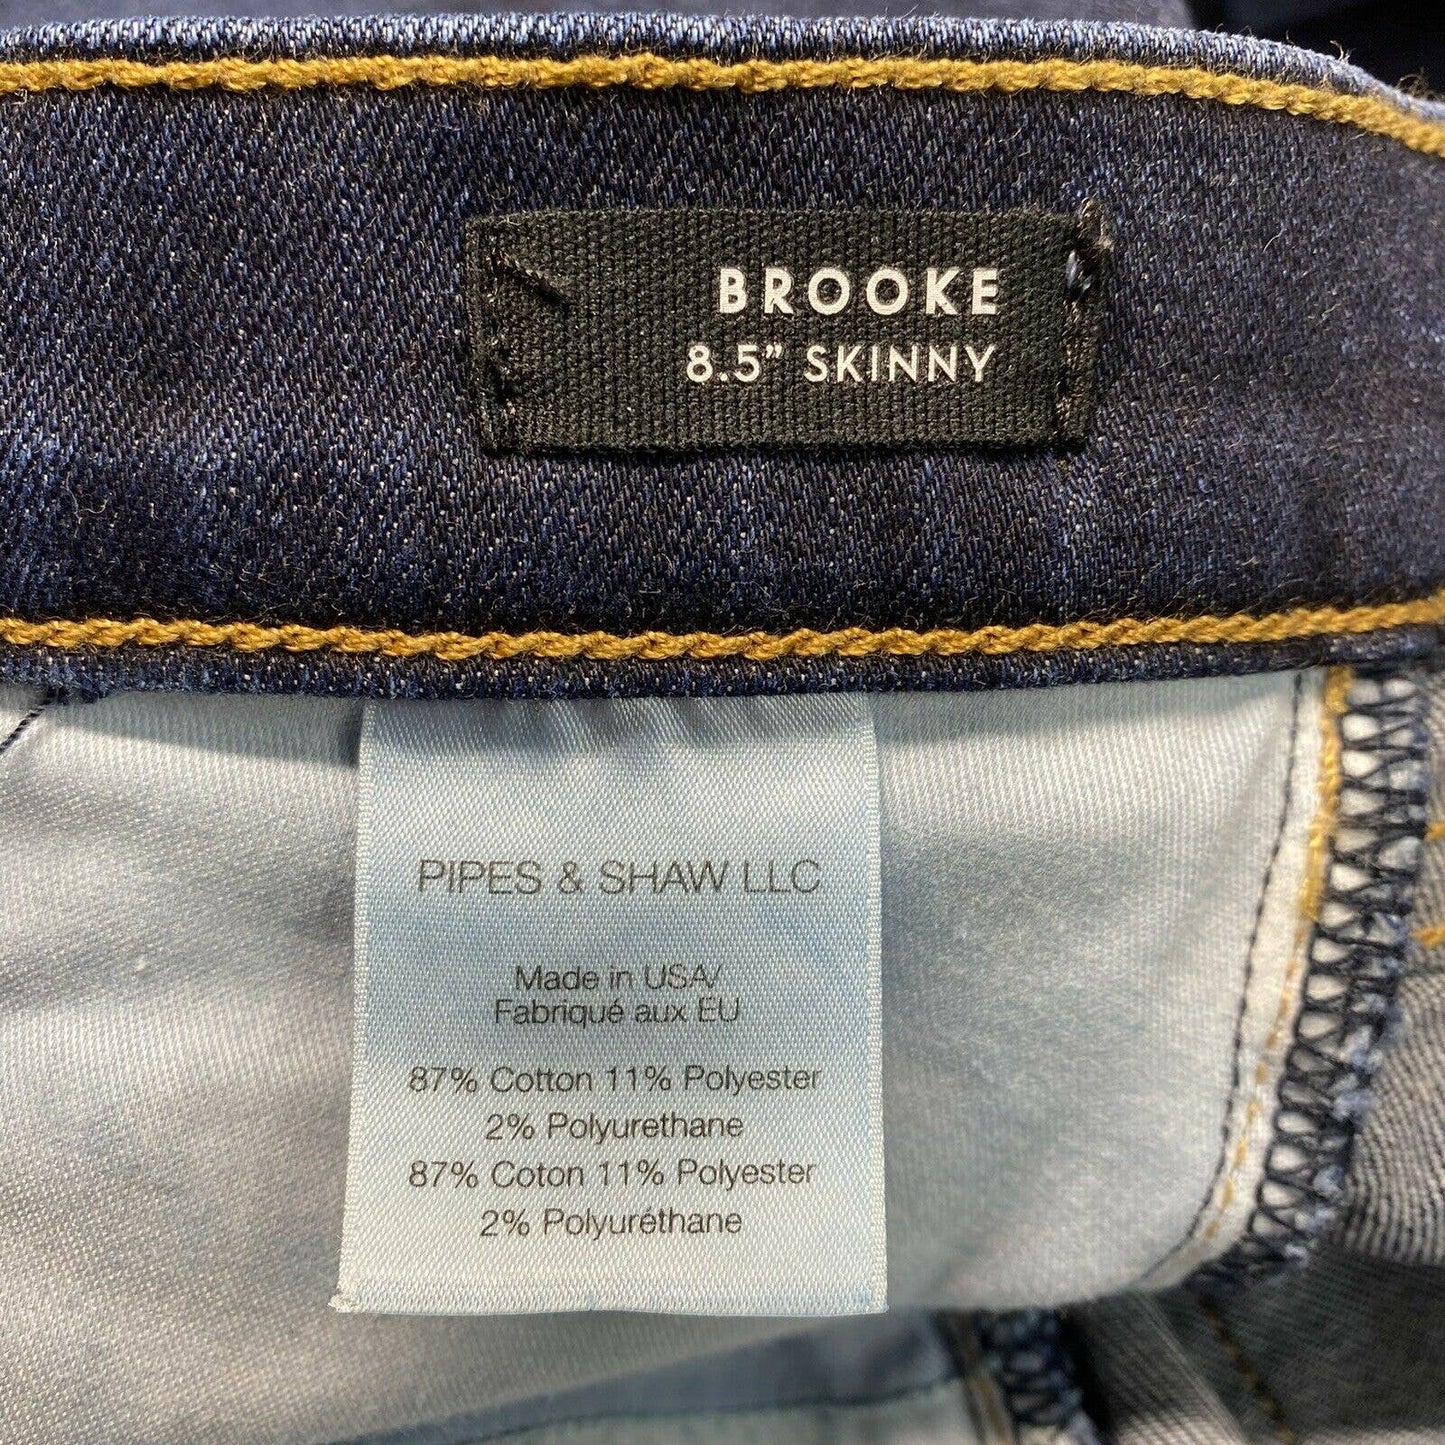 BROOKE
8.5" SKINNY
PIPES & SHAW LLC
Made in USA/
Fabriqué aux EU
87% Cotton 11% Polyester
2% Polyurethane
87% Coton 11% Polyester
2% Polyuréthane